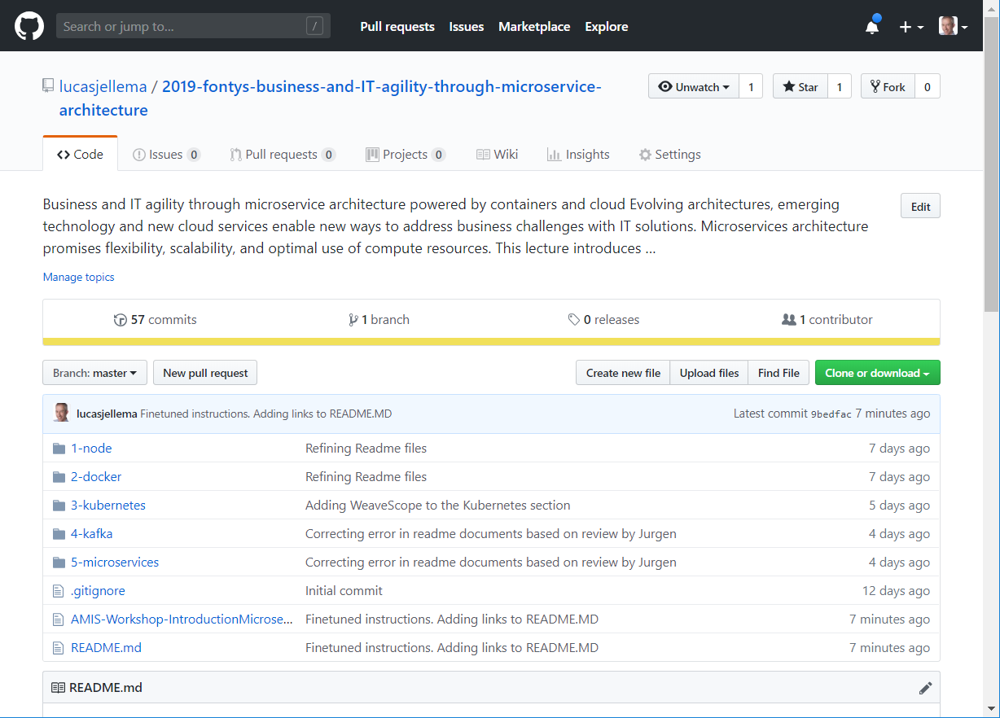 Search or jump to... /
Pull requests Issues Marketplace Explore
lucasjellema / 2019-fontys-business-and-IT-agility-through-microservice-
architecture
Unwatch 1 Star 1 Fork 0
Code Issues 0 Pull requests 0 Projects 0 Wiki Insights Settings
Business and IT agility through microservice architecture powered by containers and cloud Evolving architectures, emerging
technology and new cloud services enable new ways to address business challenges with IT solutions. Microservices architecture
promises flexibility, scalability, and optimal use of compute resources. This lecture introduces ...
Edit
Manage topics
57 commits 1 branch 0 releases 1 contributor
Branch: master New pull request Create new file Upload files Find File Clone or download
lucasjellema Finetuned instructions. Adding links to README.MD Latest commit 9bedfac 7 minutes ago
1-node Refining Readme files 7 days ago
2-docker Refining Readme files 7 days ago
3-kubernetes Adding WeaveScope to the Kubernetes section 5 days ago
4-kafka Correcting error in readme documents based on review by Jurgen 4 days ago
5-microservices Correcting error in readme documents based on review by Jurgen 4 days ago
.gitignore Initial commit 12 days ago
AMIS-Workshop-IntroductionMicrose... Finetuned instructions. Adding links to README.MD 7 minutes ago
README.md Finetuned instructions. Adding links to README.MD 7 minutes ago
README.md